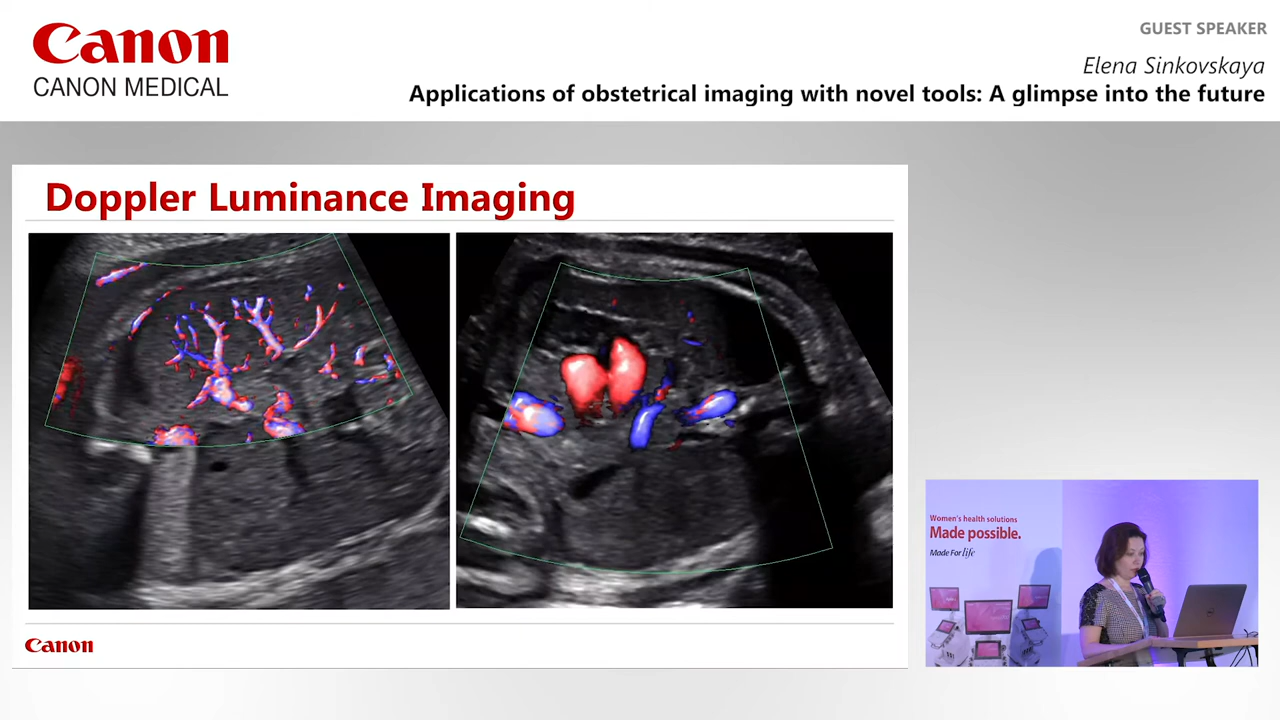 Canon
CANON MEDICAL
GUEST SPEAKER
Elena Sinkovskaya
Applications of obstetrical imaging with novel tools: A glimpse into the future
Doppler Luminance Imaging
Canon
Women's health solutions
Made possible.
Made For life